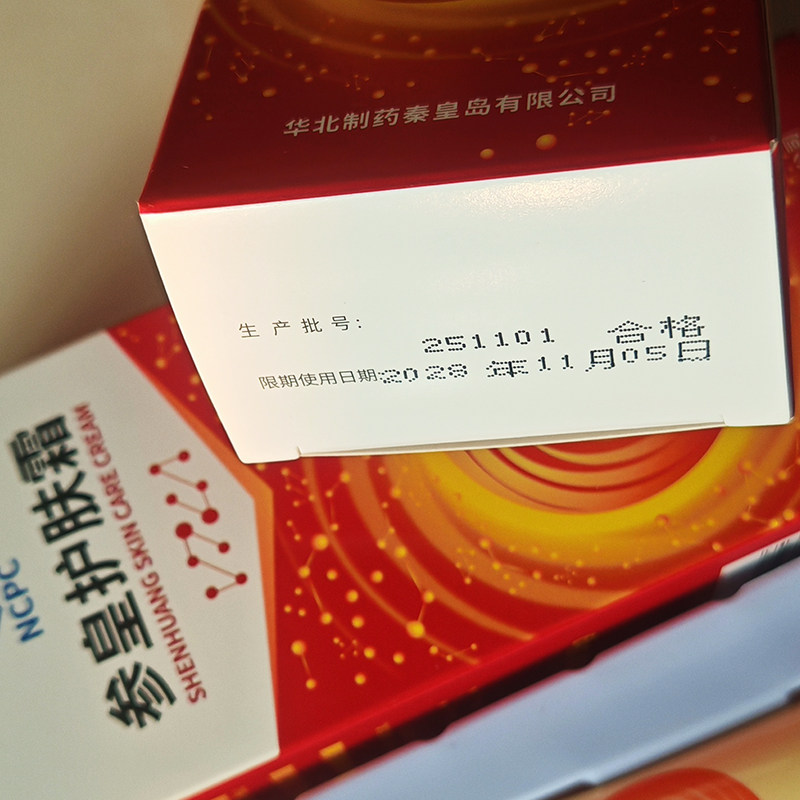 华北制药秦皇岛有限公司
生产批号：
251101 合格
限期使用日期:2028 年11月05日
NCPC
参皇护肤霜
SHENHUANG SKIN CARE CREAM